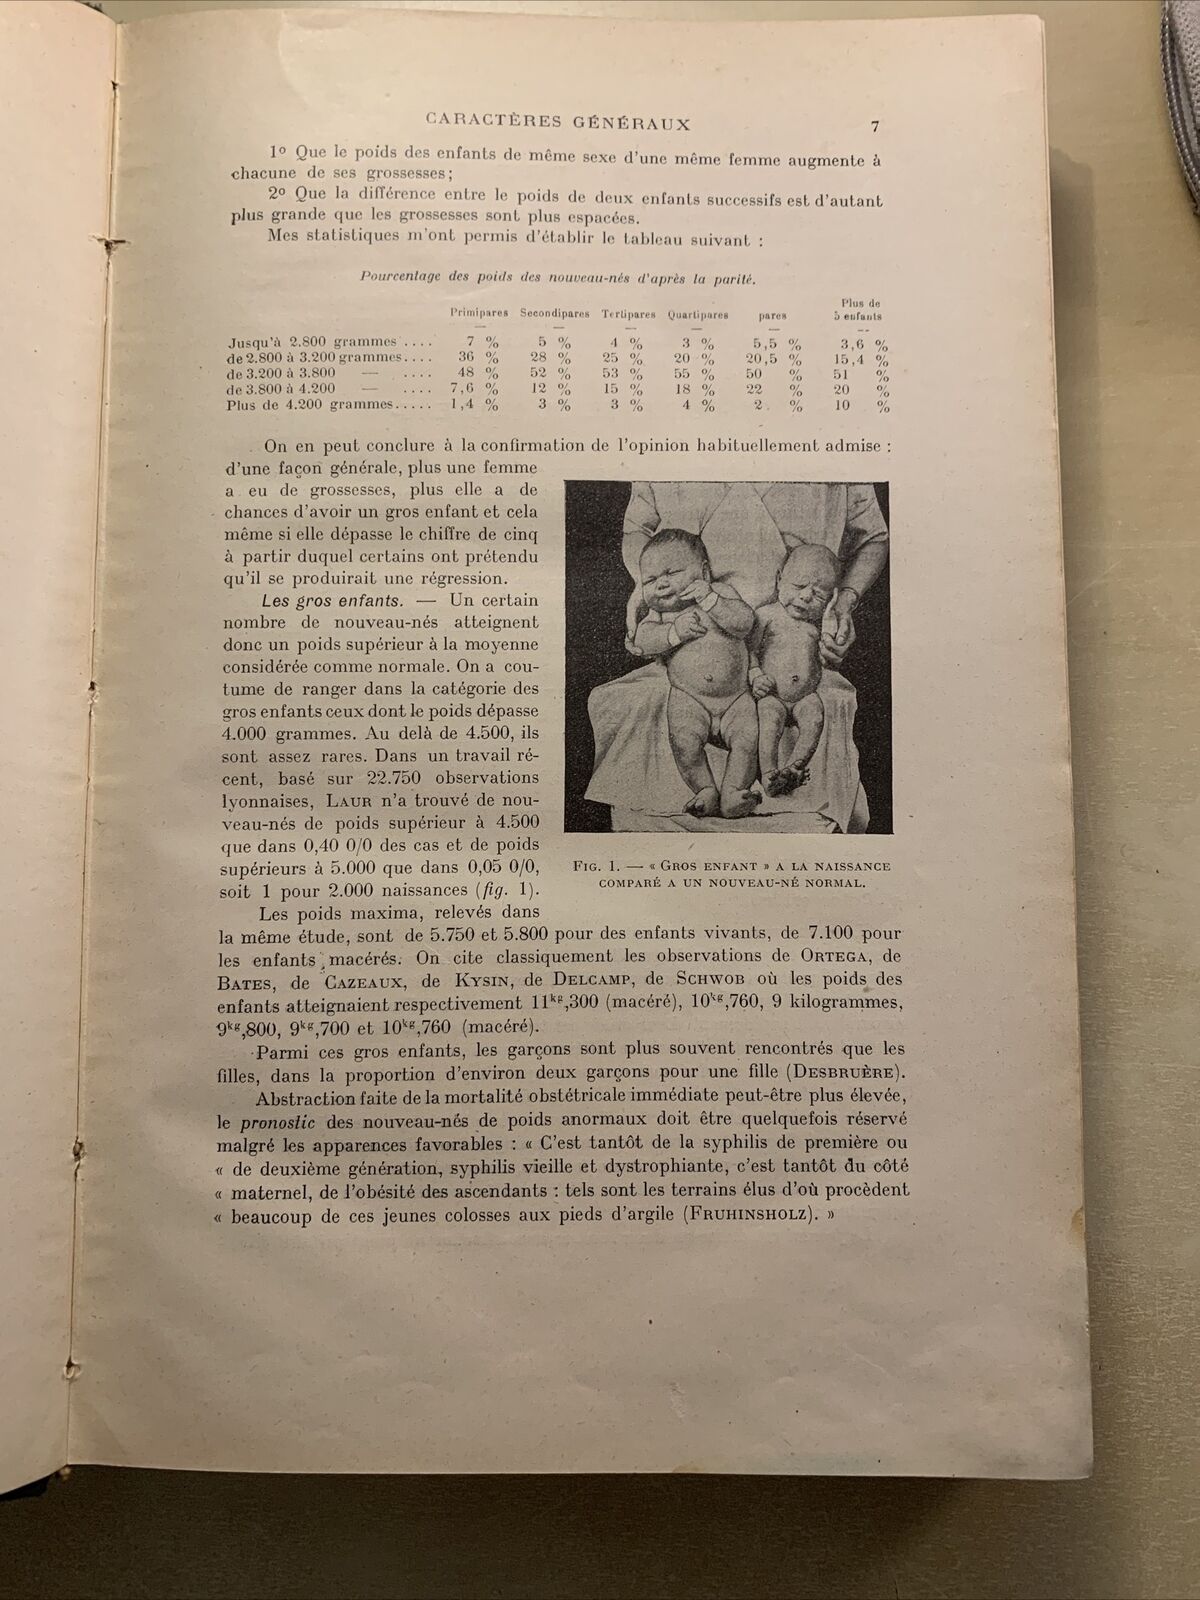 CARACTÈRES GÉNÉRAUX
7
1º Que le poids des enfants de même sexe d'une même femme augmente à
chacune de ses grossesses;
2º Que la différence entre le poids de deux enfants successifs est d'autant
plus grande que les grossesses sont plus espacées.
Mes statistiques m'ont permis d'établir le tableau suivant :
Pourcentage des poids des nouveau-nés d'après la parité.
Primipares Secondipares Tertipares Quartipares pares Plus de 5 enfants
Jusqu'à 2.800 grammes .... 7 % 5 % 4 % 3 % 5,5 % 3,6 %
de 2.800 à 3.200 grammes.... 36 % 28 % 25 % 20 % 20,5 % 15,4 %
de 3.200 à 3.800 — .... 48 % 52 % 53 % 55 % 50 % 51 %
de 3.800 à 4.200 — .... 7,6 % 12 % 15 % 18 % 22 % 20 %
Plus de 4.200 grammes..... 1,4 % 3 % 3 % 4 % 2 % 10 %
On en peut conclure à la confirmation de l'opinion habituellement admise :
d'une façon générale, plus une femme
a eu de grossesses, plus elle a de
chances d'avoir un gros enfant et cela
même si elle dépasse le chiffre de cinq
à partir duquel certains ont prétendu
qu'il se produirait une régression.
Les gros enfants. — Un certain
nombre de nouveau-nés atteignent
donc un poids supérieur à la moyenne
considérée comme normale. On a cou-
tume de ranger dans la catégorie des
gros enfants ceux dont le poids dépasse
4.000 grammes. Au delà de 4.500, ils
sont assez rares. Dans un travail ré-
cent, basé sur 22.750 observations
lyonnaises, LAUR n'a trouvé de nou-
veau-nés de poids supérieur à 4.500
que dans 0,40 0/0 des cas et de poids
supérieurs à 5.000 que dans 0,05 0/0,
soit 1 pour 2.000 naissances (fig. 1).
FIG. 1. — « GROS ENFANT » A LA NAISSANCE
COMPARÉ A UN NOUVEAU-NÉ NORMAL.
Les poids maxima, relevés dans
la même étude, sont de 5.750 et 5.800 pour des enfants vivants, de 7.100 pour
les enfants macérés. On cite classiquement les observations de ORTEGA, de
BATES, de CAZEAUX, de KYSIN, de DELCAMP, de SCHWOB où les poids des
enfants atteignaient respectivement 11kg,300 (macéré), 10kg,760, 9 kilogrammes,
9kg,800, 9kg,700 et 10kg,760 (macéré).
Parmi ces gros enfants, les garçons sont plus souvent rencontrés que les
filles, dans la proportion d'environ deux garçons pour une fille (DESBRUÈRE).
Abstraction faite de la mortalité obstétricale immédiate peut-être plus élevée,
le pronostic des nouveau-nés de poids anormaux doit être quelquefois réservé
malgré les apparences favorables : « C'est tantôt de la syphilis de première ou
« de deuxième génération, syphilis vieille et dystrophiante, c'est tantôt du côté
« maternel, de l'obésité des ascendants : tels sont les terrains élus d'où procèdent
« beaucoup de ces jeunes colosses aux pieds d'argile (FRUHINSHOLZ). »